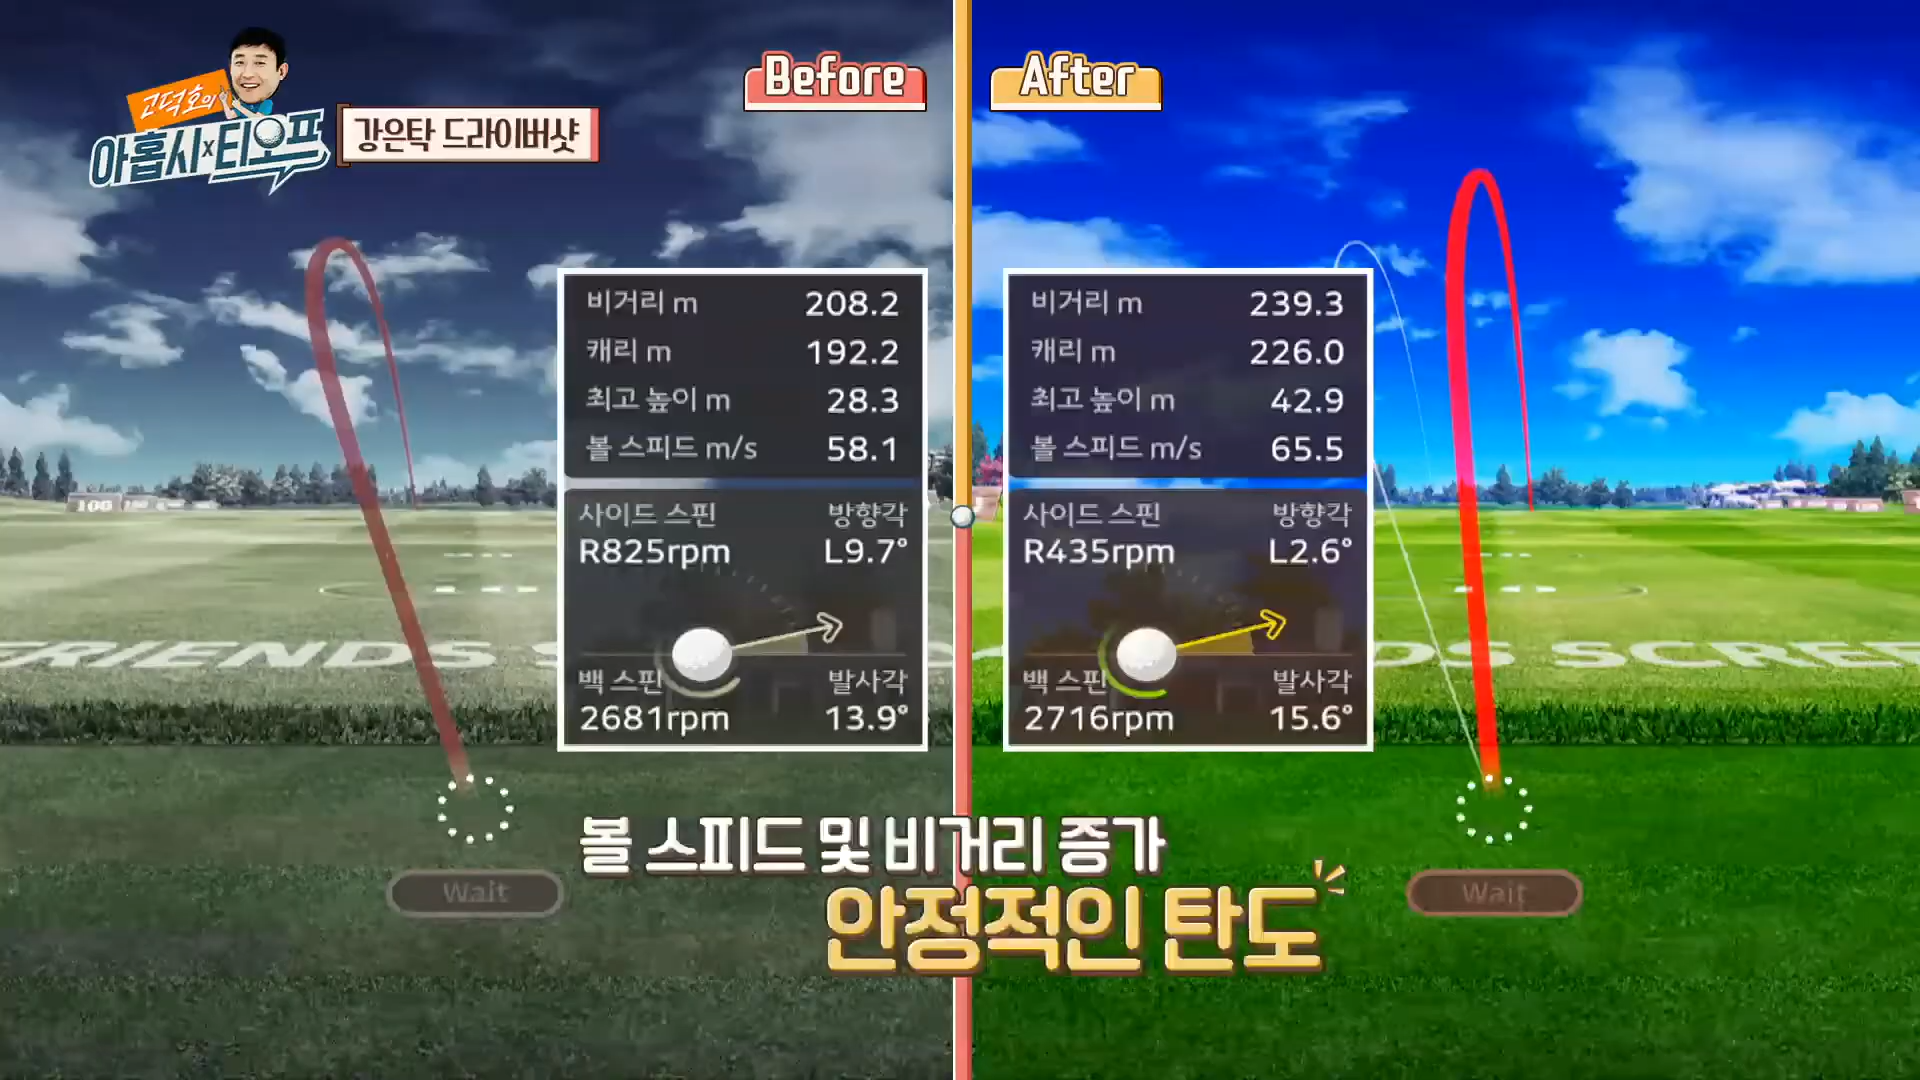 Before
After
고덕호의
아홉시x티오프
강은탁 드라이버샷
비거리 m 208.2
캐리 m 192.2
최고 높이 m 28.3
볼 스피드 m/s 58.1
사이드 스핀 방향각
R825rpm L9.7°
백 스핀 발사각
2681rpm 13.9°
비거리 m 239.3
캐리 m 226.0
최고 높이 m 42.9
볼 스피드 m/s 65.5
사이드 스핀 방향각
R435rpm L2.6°
백 스핀 발사각
2716rpm 15.6°
100
FRIENDS S
DS SCREE
볼 스피드 및 비거리 증가
안정적인 탄도
Wait
Wait